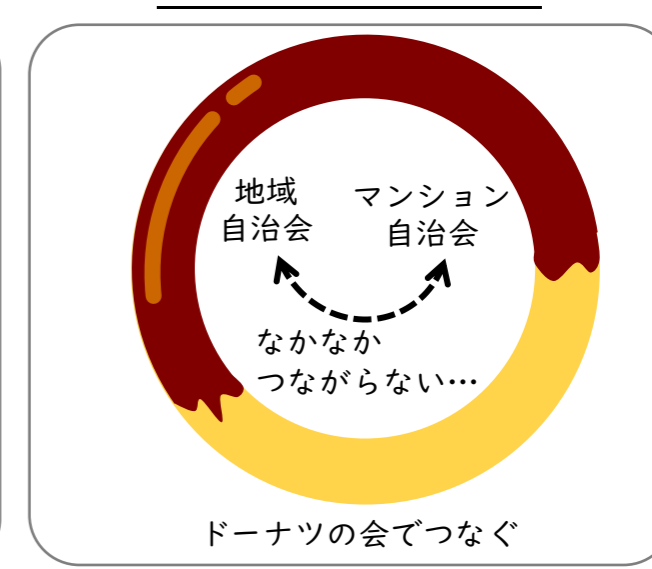 地域
自治会
マンション
自治会
なかなか
つながらない…
ドーナツの会でつなぐ